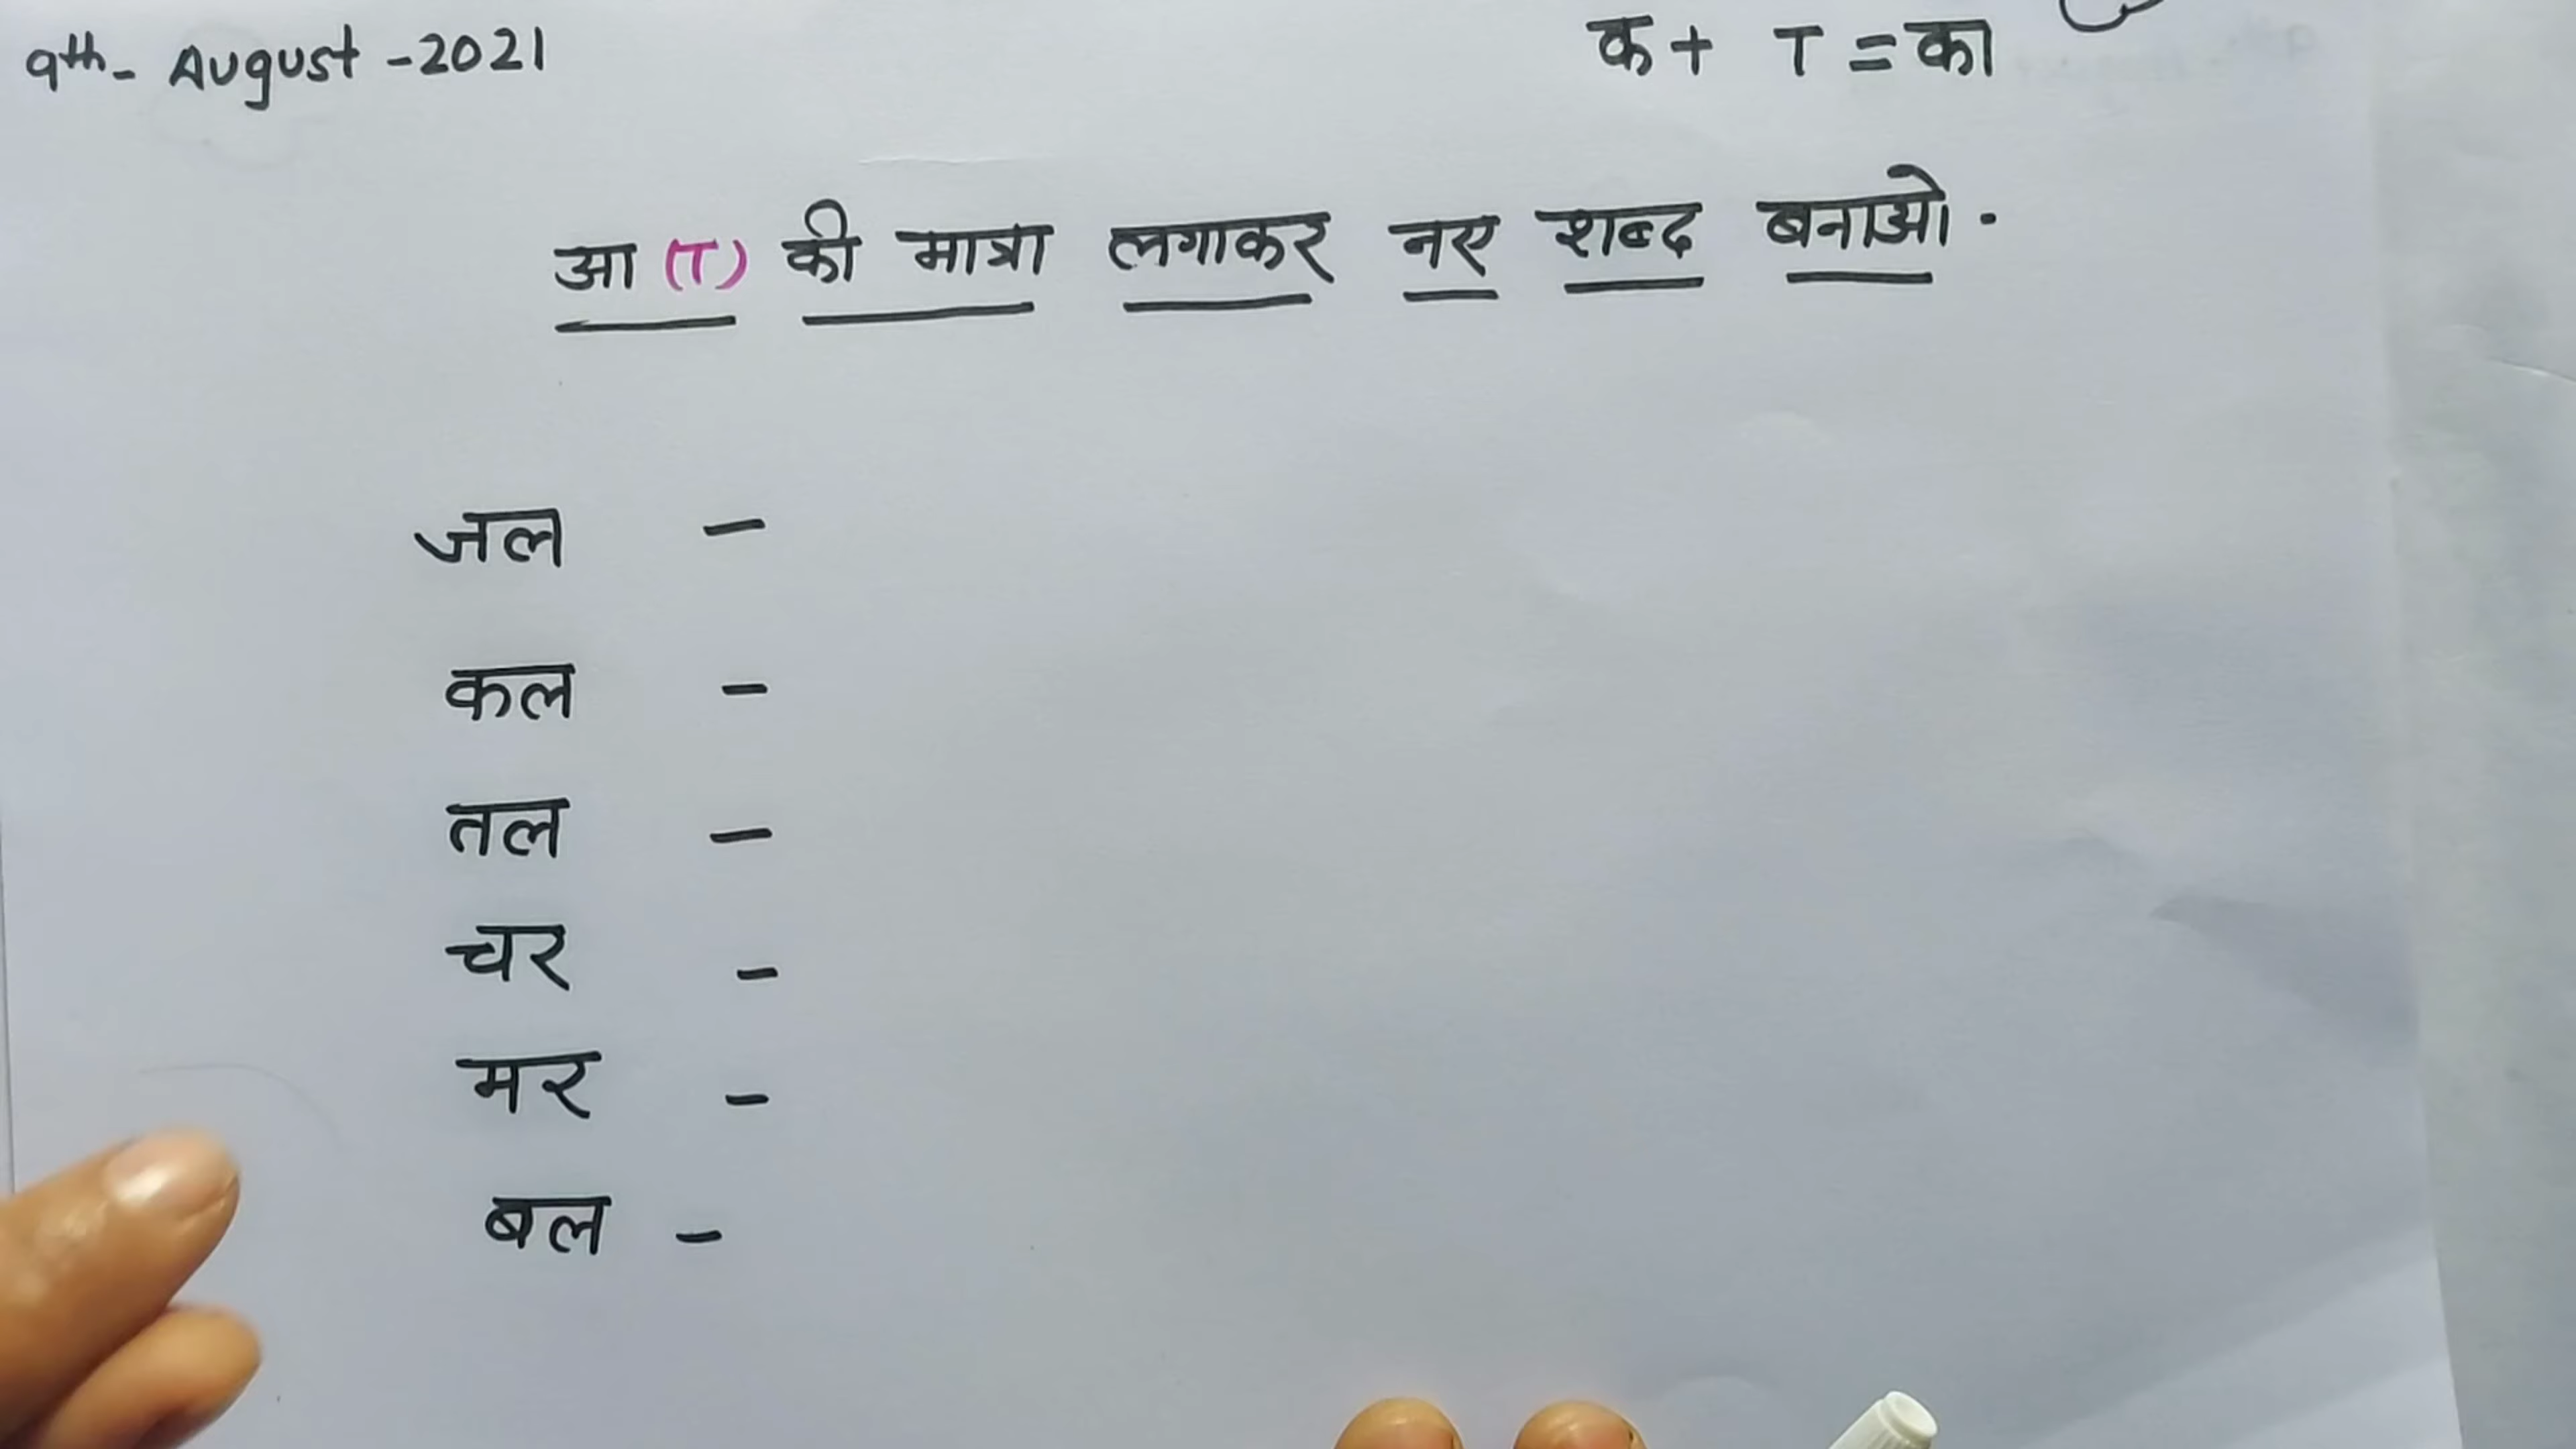 9th- August -2021
क + ा = का
आ (ा) की मात्रा लगाकर नए शब्द बनाओ.
जल -
कल -
तल -
चर -
मर -
बल -